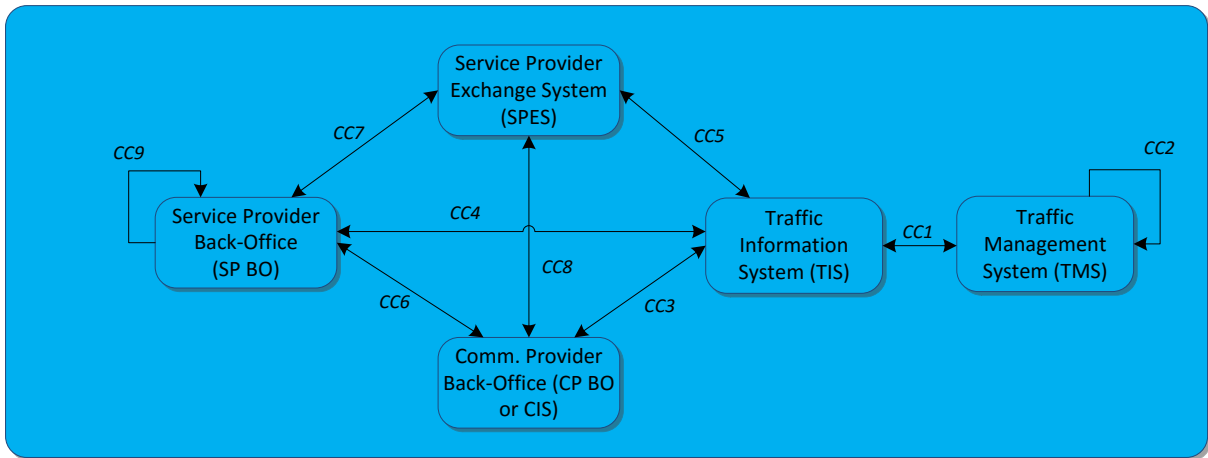 Service Provider
Exchange System
(SPES)
CC7
CC5
CC9
CC2
Service Provider
Back-Office
(SP BO)
CC4
Traffic
Information
System (TIS)
CC1
Traffic
Management
System (TMS)
CC8
CC6
CC3
Comm. Provider
Back-Office (CP BO
or CIS)